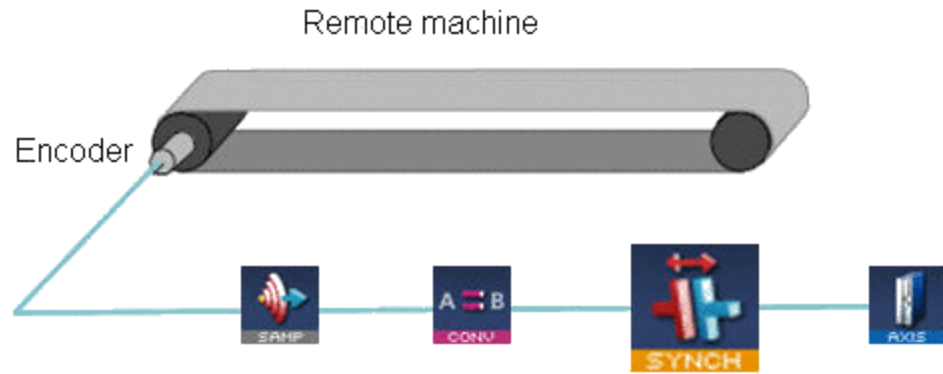 Remote machine
Encoder
SAMP
A B
CONV
SYNCH
AXIS